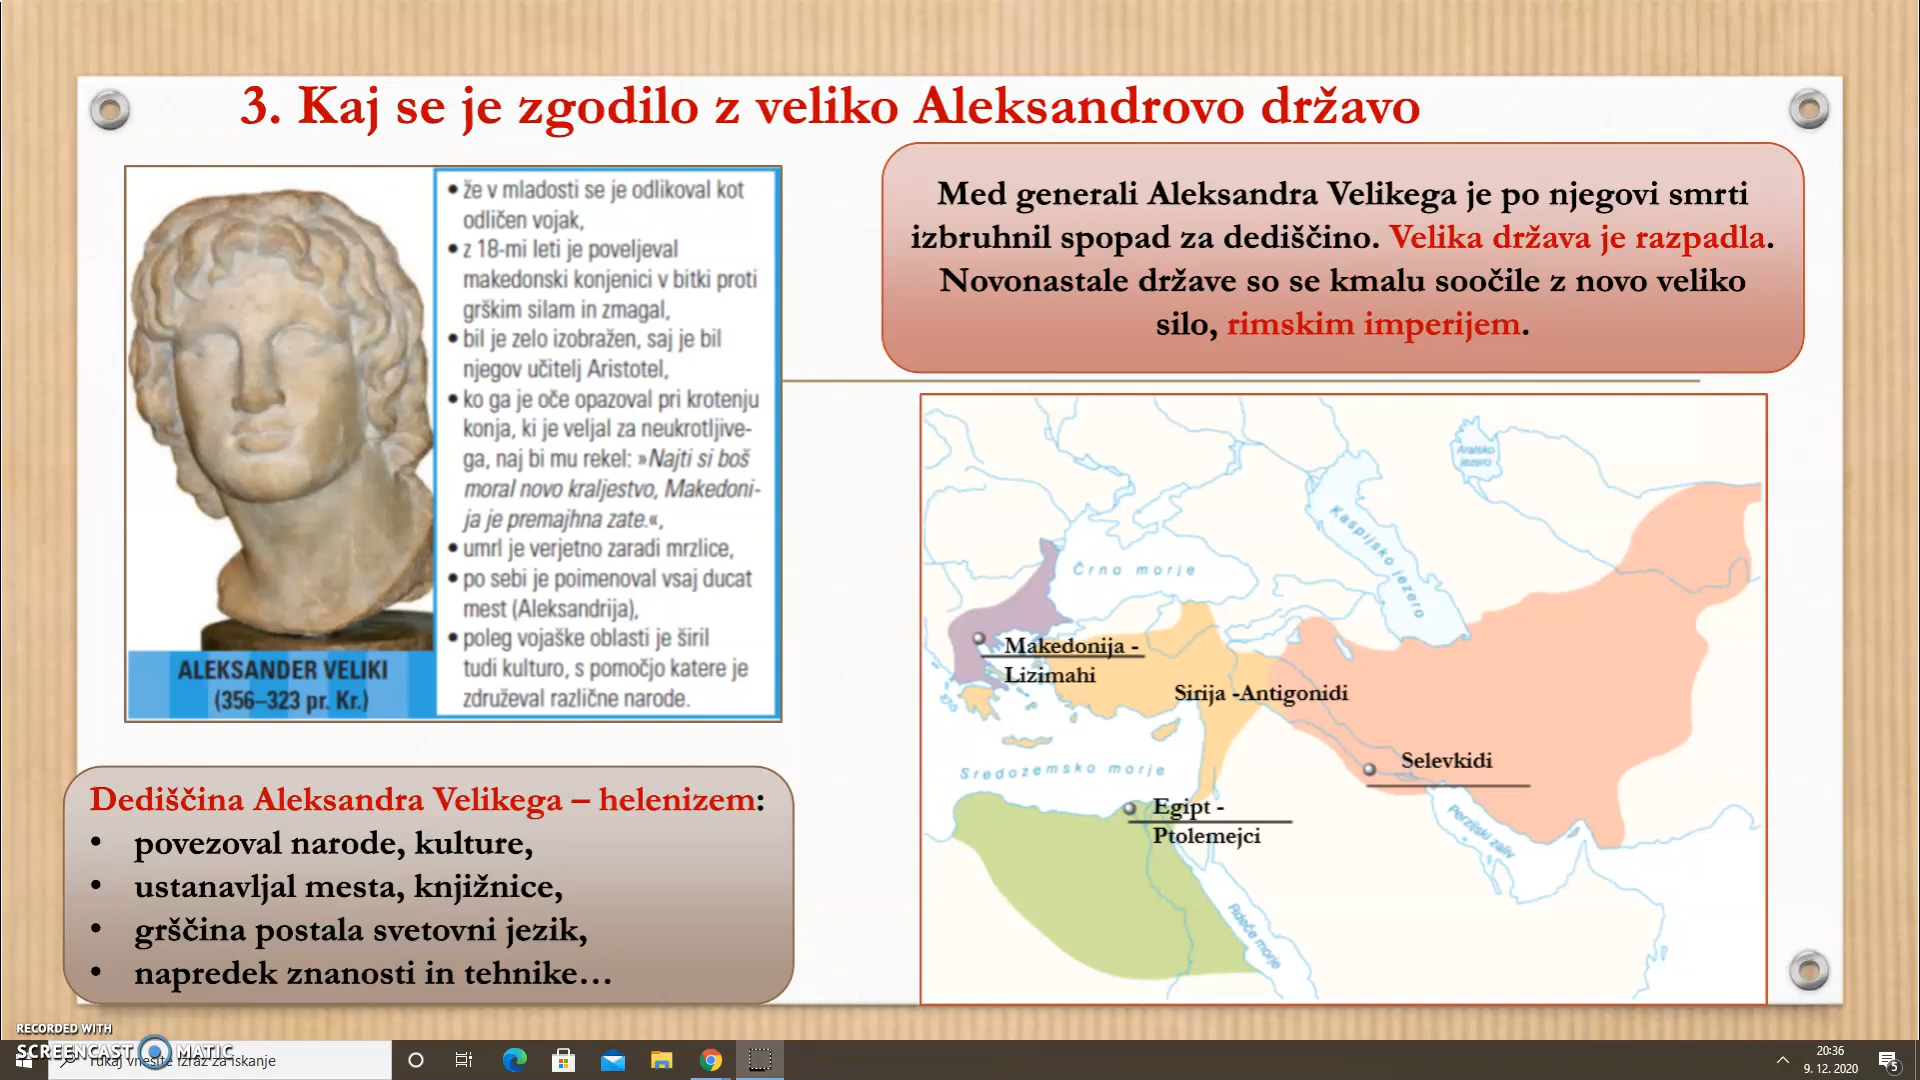 3. Kaj se je zgodilo z veliko Aleksandrovo državo
• že v mladosti se je odlikoval kot
odličen vojak,
• z 18-mi leti je poveljeval
makedonski konjenici v bitki proti
grškim silam in zmagal,
• bil je zelo izobražen, saj je bil
njegov učitelj Aristotel,
• ko ga je oče opazoval pri krotenju
konja, ki je veljal za neukrotljive-
ga, naj bi mu rekel: »Najti si boš
moral novo kraljestvo, Makedoni-
ja je premajhna zate.«,
• umrl je verjetno zaradi mrzlice,
• po sebi je poimenoval vsaj ducat
mest (Aleksandrija),
• poleg vojaške oblasti je širil
tudi kulturo, s pomočjo katere je
združeval različne narode.
ALEKSANDER VELIKI
(356–323 pr. Kr.)
Med generali Aleksandra Velikega je po njegovi smrti
izbruhnil spopad za dediščino. Velika država je razpadla.
Novonastale države so se kmalu soočile z novo veliko
silo, rimskim imperijem.
Aralsko
jezero
Kaspijsko jezero
Črno morje
Makedonija -
Lizimahi
Sirija -Antigonidi
Selevkidi
Sredozemsko morje
Egipt -
Ptolemejci
Perzijski zaliv
Rdeče morje
Dediščina Aleksandra Velikega – helenizem:
• povezoval narode, kulture,
• ustanavljal mesta, knjižnice,
• grščina postala svetovni jezik,
• napredek znanosti in tehnike…
RECORDED WITH
SCREENCAST MATIC
Tukaj vnesite izraz za iskanje
20:36
9. 12. 2020
5